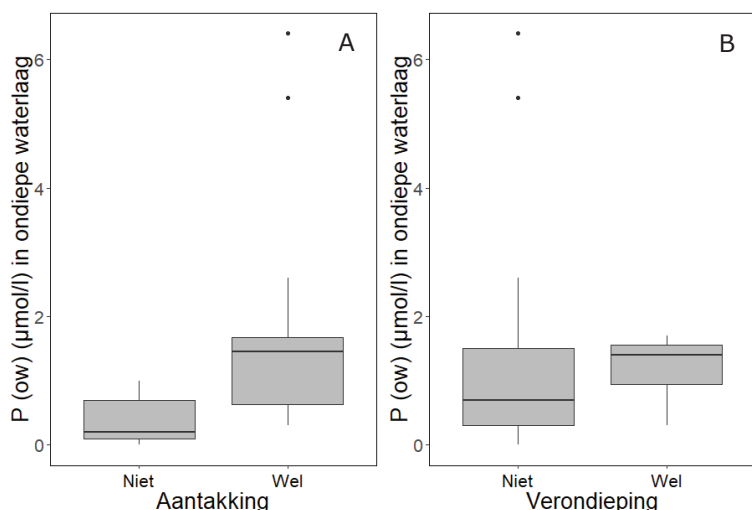 A
P (ow) (µmol/l) in ondiepe waterlaag
6
4
2
0
Niet
Wel
Aantakking
B
P (ow) (µmol/l) in ondiepe waterlaag
6
4
2
0
Niet
Wel
Verondieping